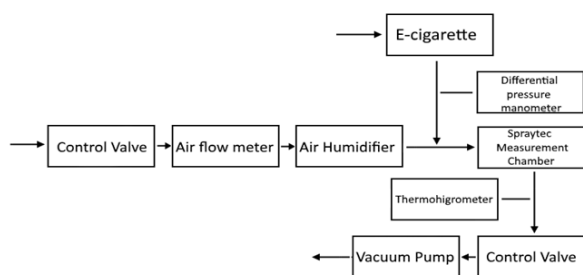 E-cigarette
Differential
pressure
manometer
Control Valve
Air flow meter
Air Humidifier
Spraytec
Measurement
Chamber
Thermohigrometer
Vacuum Pump
Control Valve